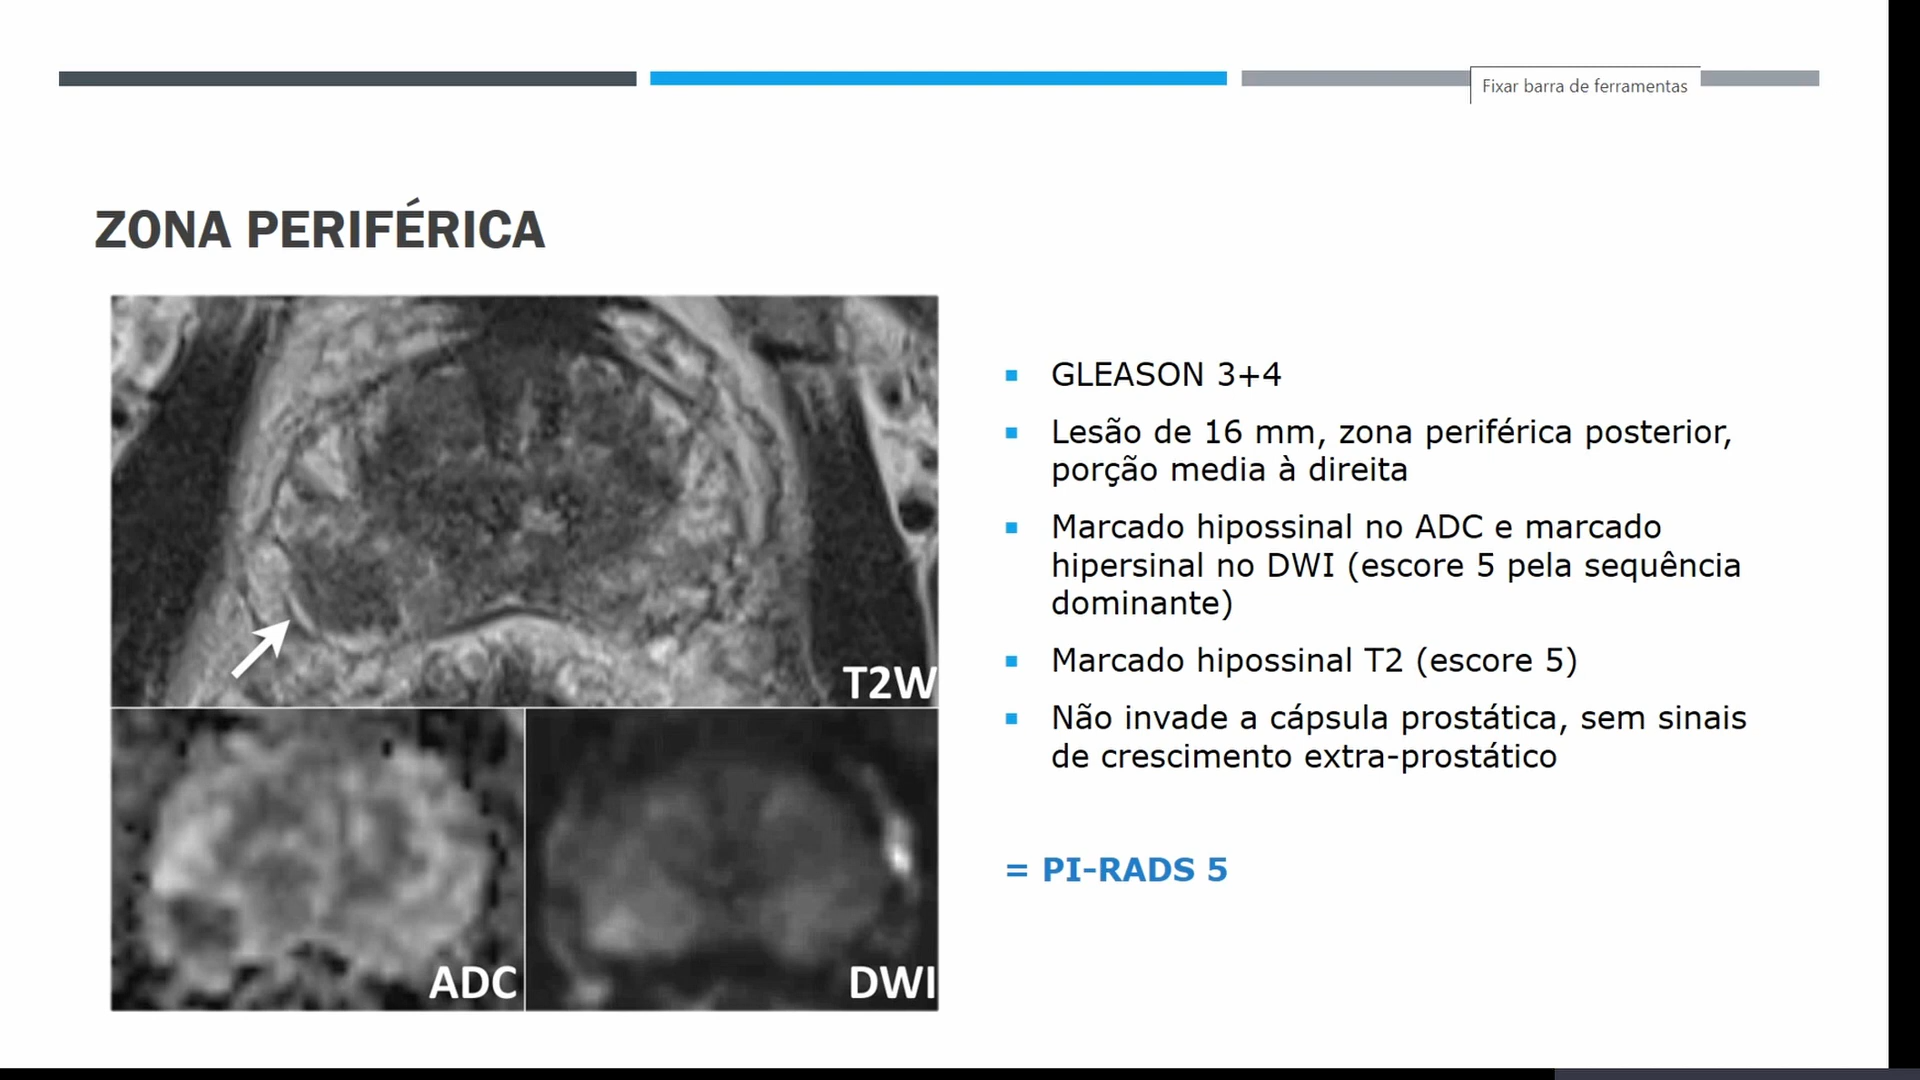 Fixar barra de ferramentas
ZONA PERIFÉRICA
T2W
ADC
DWI
▪ GLEASON 3+4
▪ Lesão de 16 mm, zona periférica posterior,
porção media à direita
▪ Marcado hipossinal no ADC e marcado
hipersinal no DWI (escore 5 pela sequência
dominante)
▪ Marcado hipossinal T2 (escore 5)
▪ Não invade a cápsula prostática, sem sinais
de crescimento extra-prostático
= PI-RADS 5